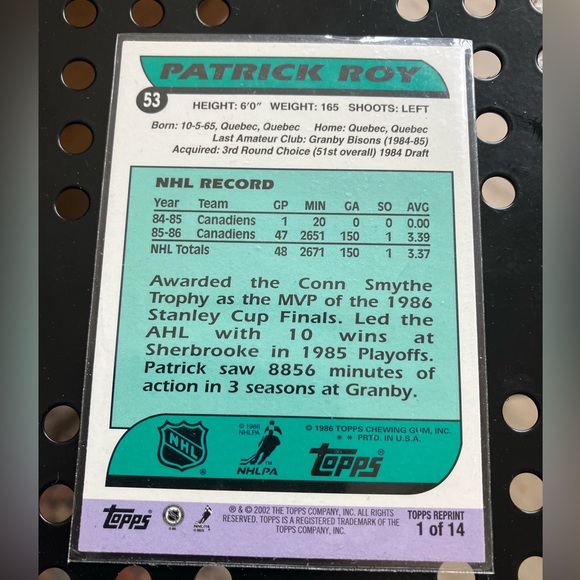 PATRICK ROY
53
HEIGHT: 6'0" WEIGHT: 165 SHOOTS: LEFT
Born: 10-5-65, Quebec, Quebec Home: Quebec, Quebec
Last Amateur Club: Granby Bisons (1984-85)
Acquired: 3rd Round Choice (51st overall) 1984 Draft
NHL RECORD
Year Team GP MIN GA SO AVG
84-85 Canadiens 1 20 0 0 0.00
85-86 Canadiens 47 2651 150 1 3.39
NHL Totals 48 2671 150 1 3.37
Awarded the Conn Smythe
Trophy as the MVP of the 1986
Stanley Cup Finals. Led the
AHL with 10 wins at
Sherbrooke in 1985 Playoffs.
Patrick saw 8856 minutes of
action in 3 seasons at Granby.
NHL
© 1986
NHLPA
™
NHLPA
© 1986 TOPPS CHEWING GUM, INC.
** PRTD. IN U.S.A.
TOPPS
TOPPS
NHLPA
® & © 2002 THE TOPPS COMPANY, INC. ALL RIGHTS
RESERVED. TOPPS IS A REGISTERED TRADEMARK OF THE
TOPPS COMPANY, INC.
TOPPS REPRINT
1 of 14